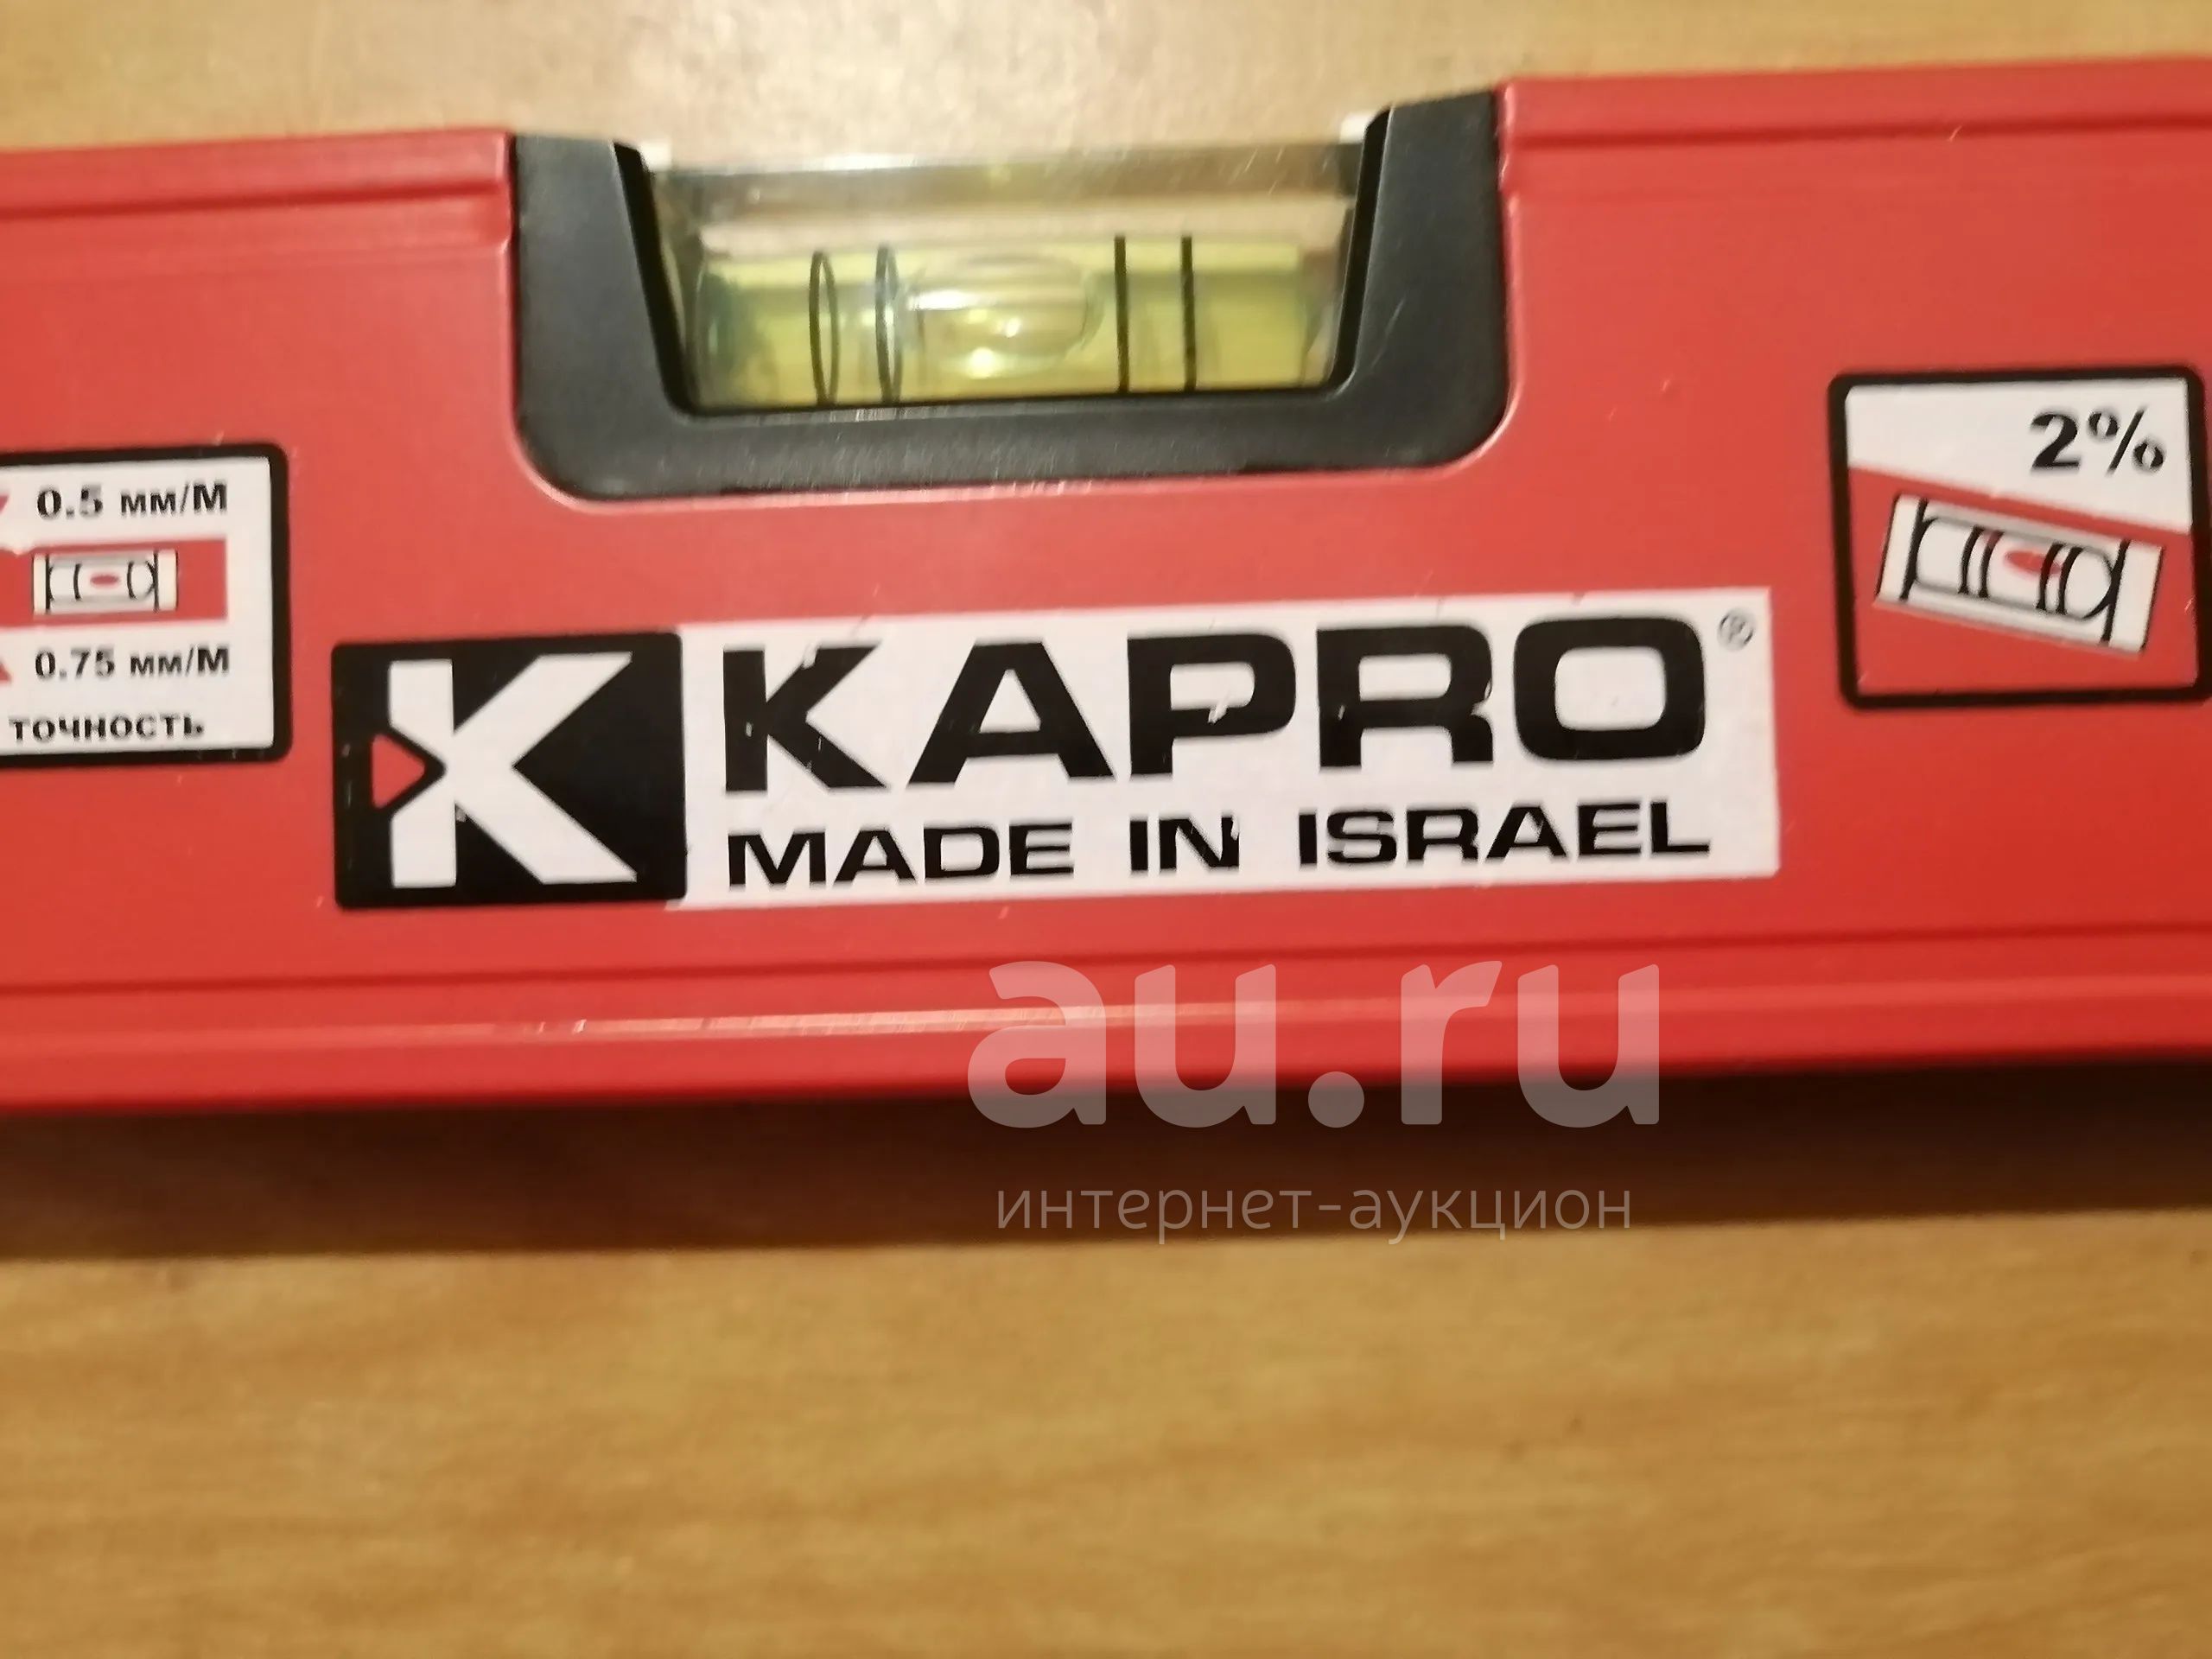 2%
0.5 мм/М
0.75 мм/М
ТОЧНОСТЬ
K KAPRO®
MADE IN ISRAEL
au.ru
интернет-аукцион